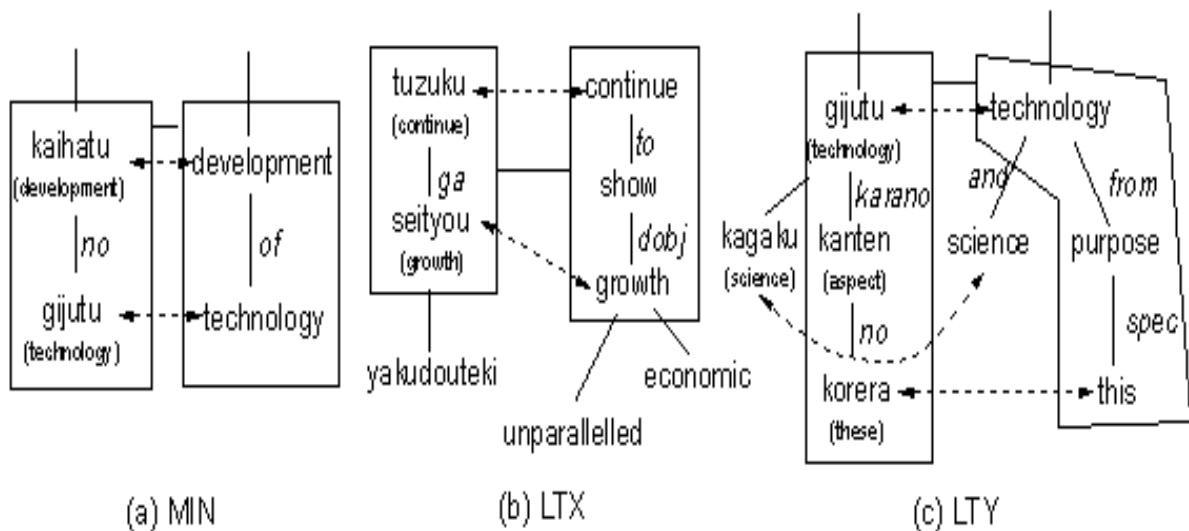 kaihatu
(development)
no
gijutu
(technology)
development
of
technology
(a) MIN
tuzuku
(continue)
ga
seityou
(growth)
yakudouteki
continue
to
show
dobj
growth
unparallelled
economic
(b) LTX
gijutu
(technology)
karano
kagaku
(science)
kanten
(aspect)
no
korera
(these)
technology
and
from
science
purpose
spec
this
(c) LTY